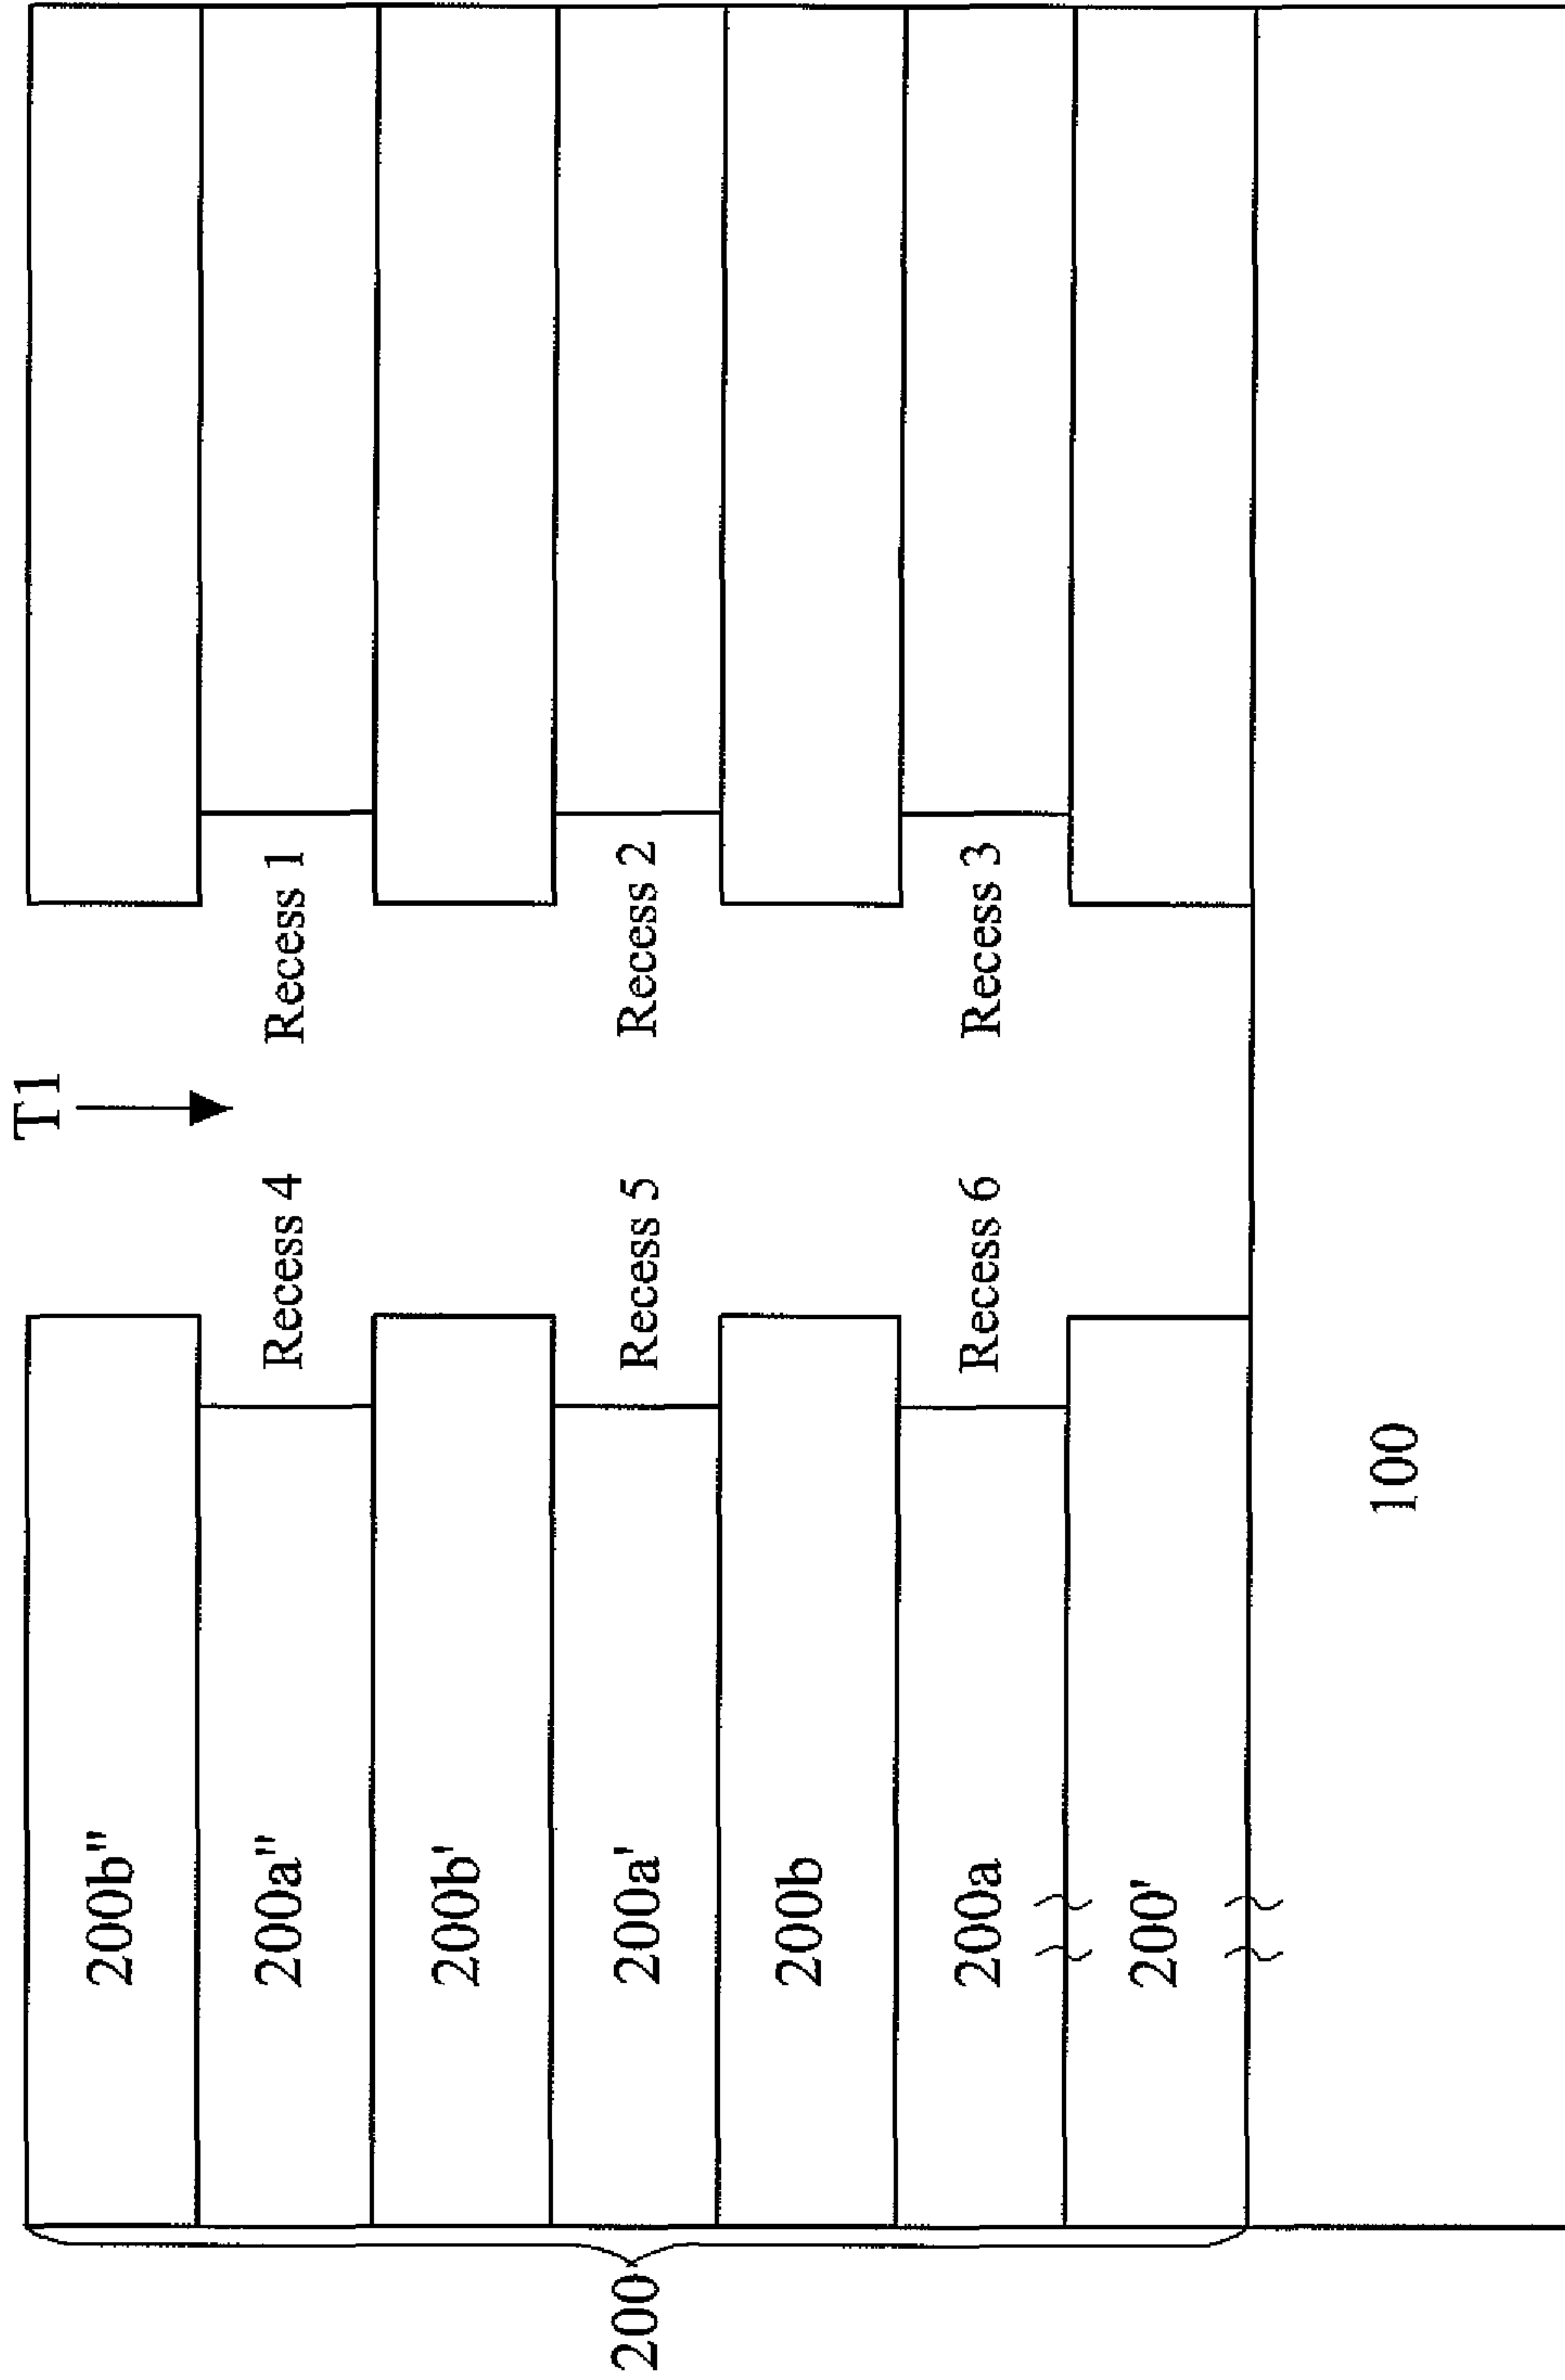 T1
200b"
200a"
Recess 4
Recess 1
200b'
200
200a'
Recess 5
Recess 2
200b
200a
Recess 6
Recess 3
200'
100